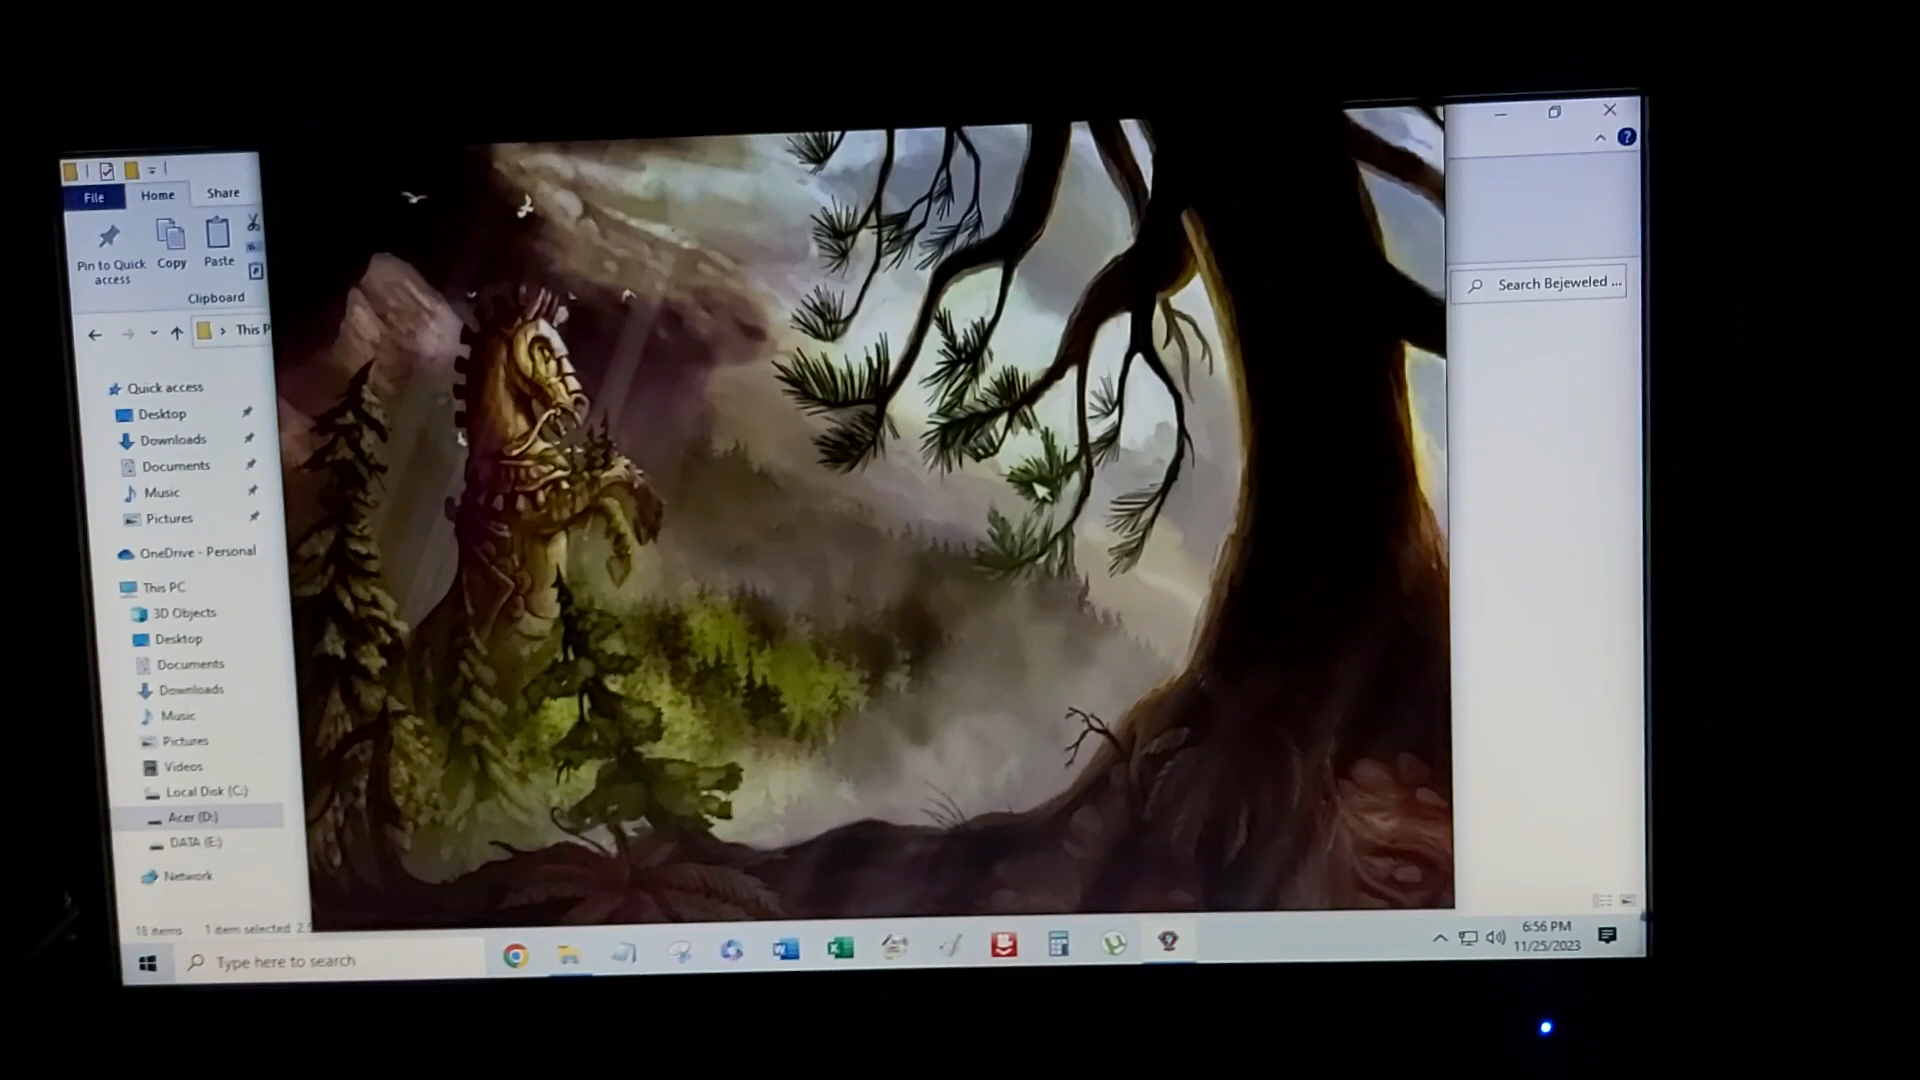 File Home Share
Pin to Quick access
Copy
Paste
Clipboard
This P
Search Bejeweled ...
Quick access
Desktop
Downloads
Documents
Music
Pictures
OneDrive - Personal
This PC
3D Objects
Desktop
Documents
Downloads
Music
Pictures
Videos
Local Disk (C:)
Acer (D:)
DATA (E:)
Network
18 items 1 item selected 2.
Type here to search
6:56 PM
11/25/2023